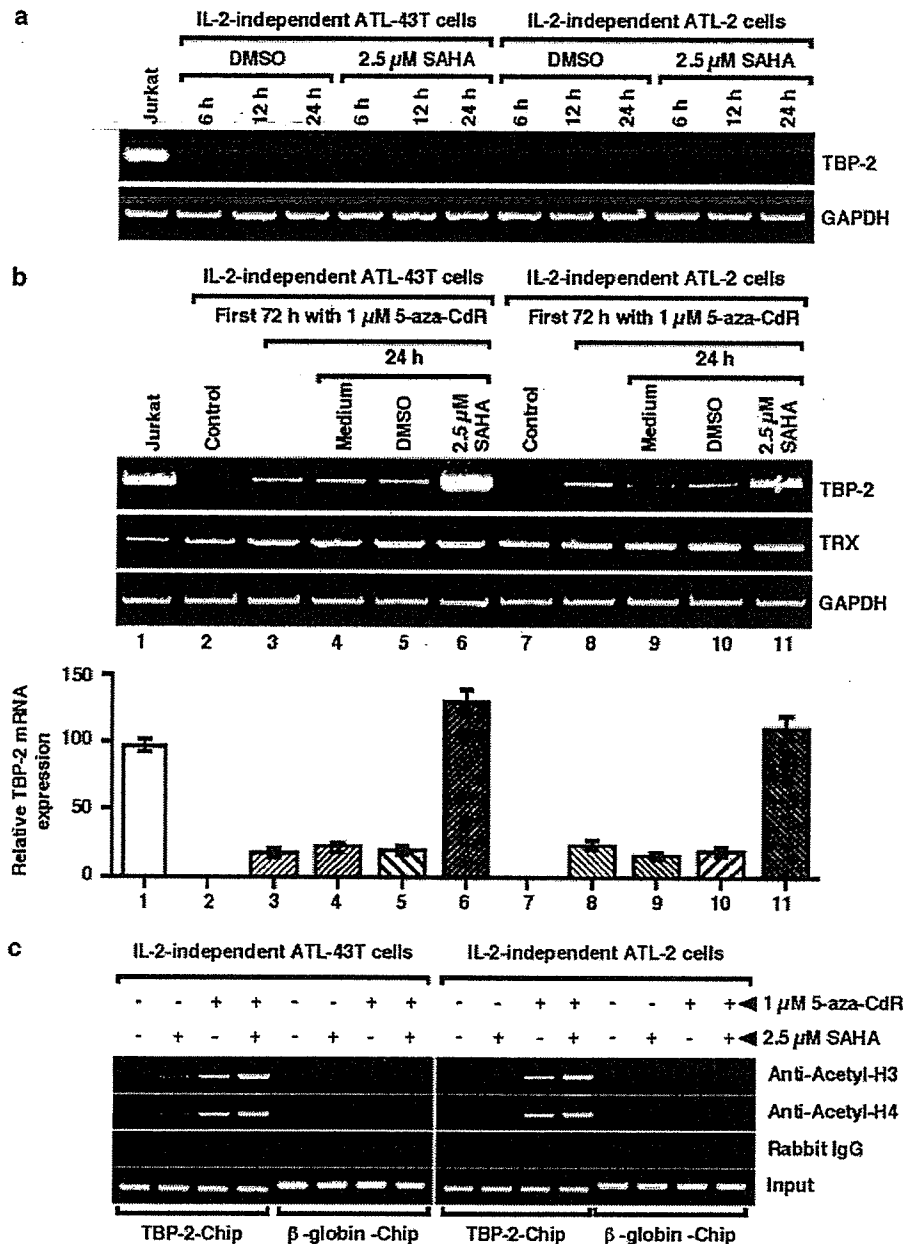 a
IL-2-independent ATL-43T cells IL-2-independent ATL-2 cells
DMSO 2.5 µM SAHA DMSO 2.5 µM SAHA
Jurkat 6 h 12 h 24 h 6 h 12 h 24 h 6 h 12 h 24 h 6 h 12 h 24 h
TBP-2
GAPDH
b
IL-2-independent ATL-43T cells IL-2-independent ATL-2 cells
First 72 h with 1 µM 5-aza-CdR First 72 h with 1 µM 5-aza-CdR
24 h 24 h
Jurkat Control Medium DMSO 2.5 µM SAHA Control Medium DMSO 2.5 µM SAHA
TBP-2
TRX
GAPDH
1 2 3 4 5 6 7 8 9 10 11
Relative TBP-2 mRNA expression
150
100
50
0
1 2 3 4 5 6 7 8 9 10 11
c
IL-2-independent ATL-43T cells IL-2-independent ATL-2 cells
- - + + - - + + - - + + - - + + 1 µM 5-aza-CdR
- + - + - + - + - + - + - + - + 2.5 µM SAHA
Anti-Acetyl-H3
Anti-Acetyl-H4
Rabbit IgG
Input
TBP-2-Chip β-globin -Chip TBP-2-Chip β-globin -Chip